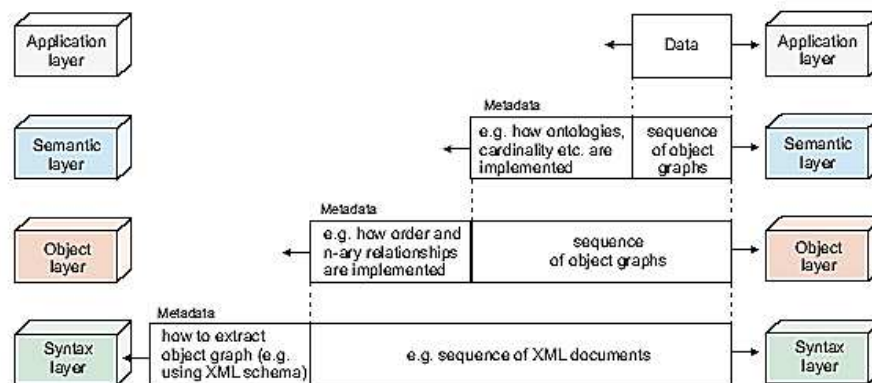 Application
layer
Data
Application
layer
Metadata
Semantic
layer
e.g. how ontologies,
cardinality etc. are
implemented
sequence
of object
graphs
Semantic
layer
Metadata
Object
layer
e.g. how order and
n-ary relationships
are implemented
sequence
of object graphs
Object
layer
Metadata
Syntax
layer
how to extract
object graph (e.g.
using XML schema)
e.g. sequence of XML documents
Syntax
layer